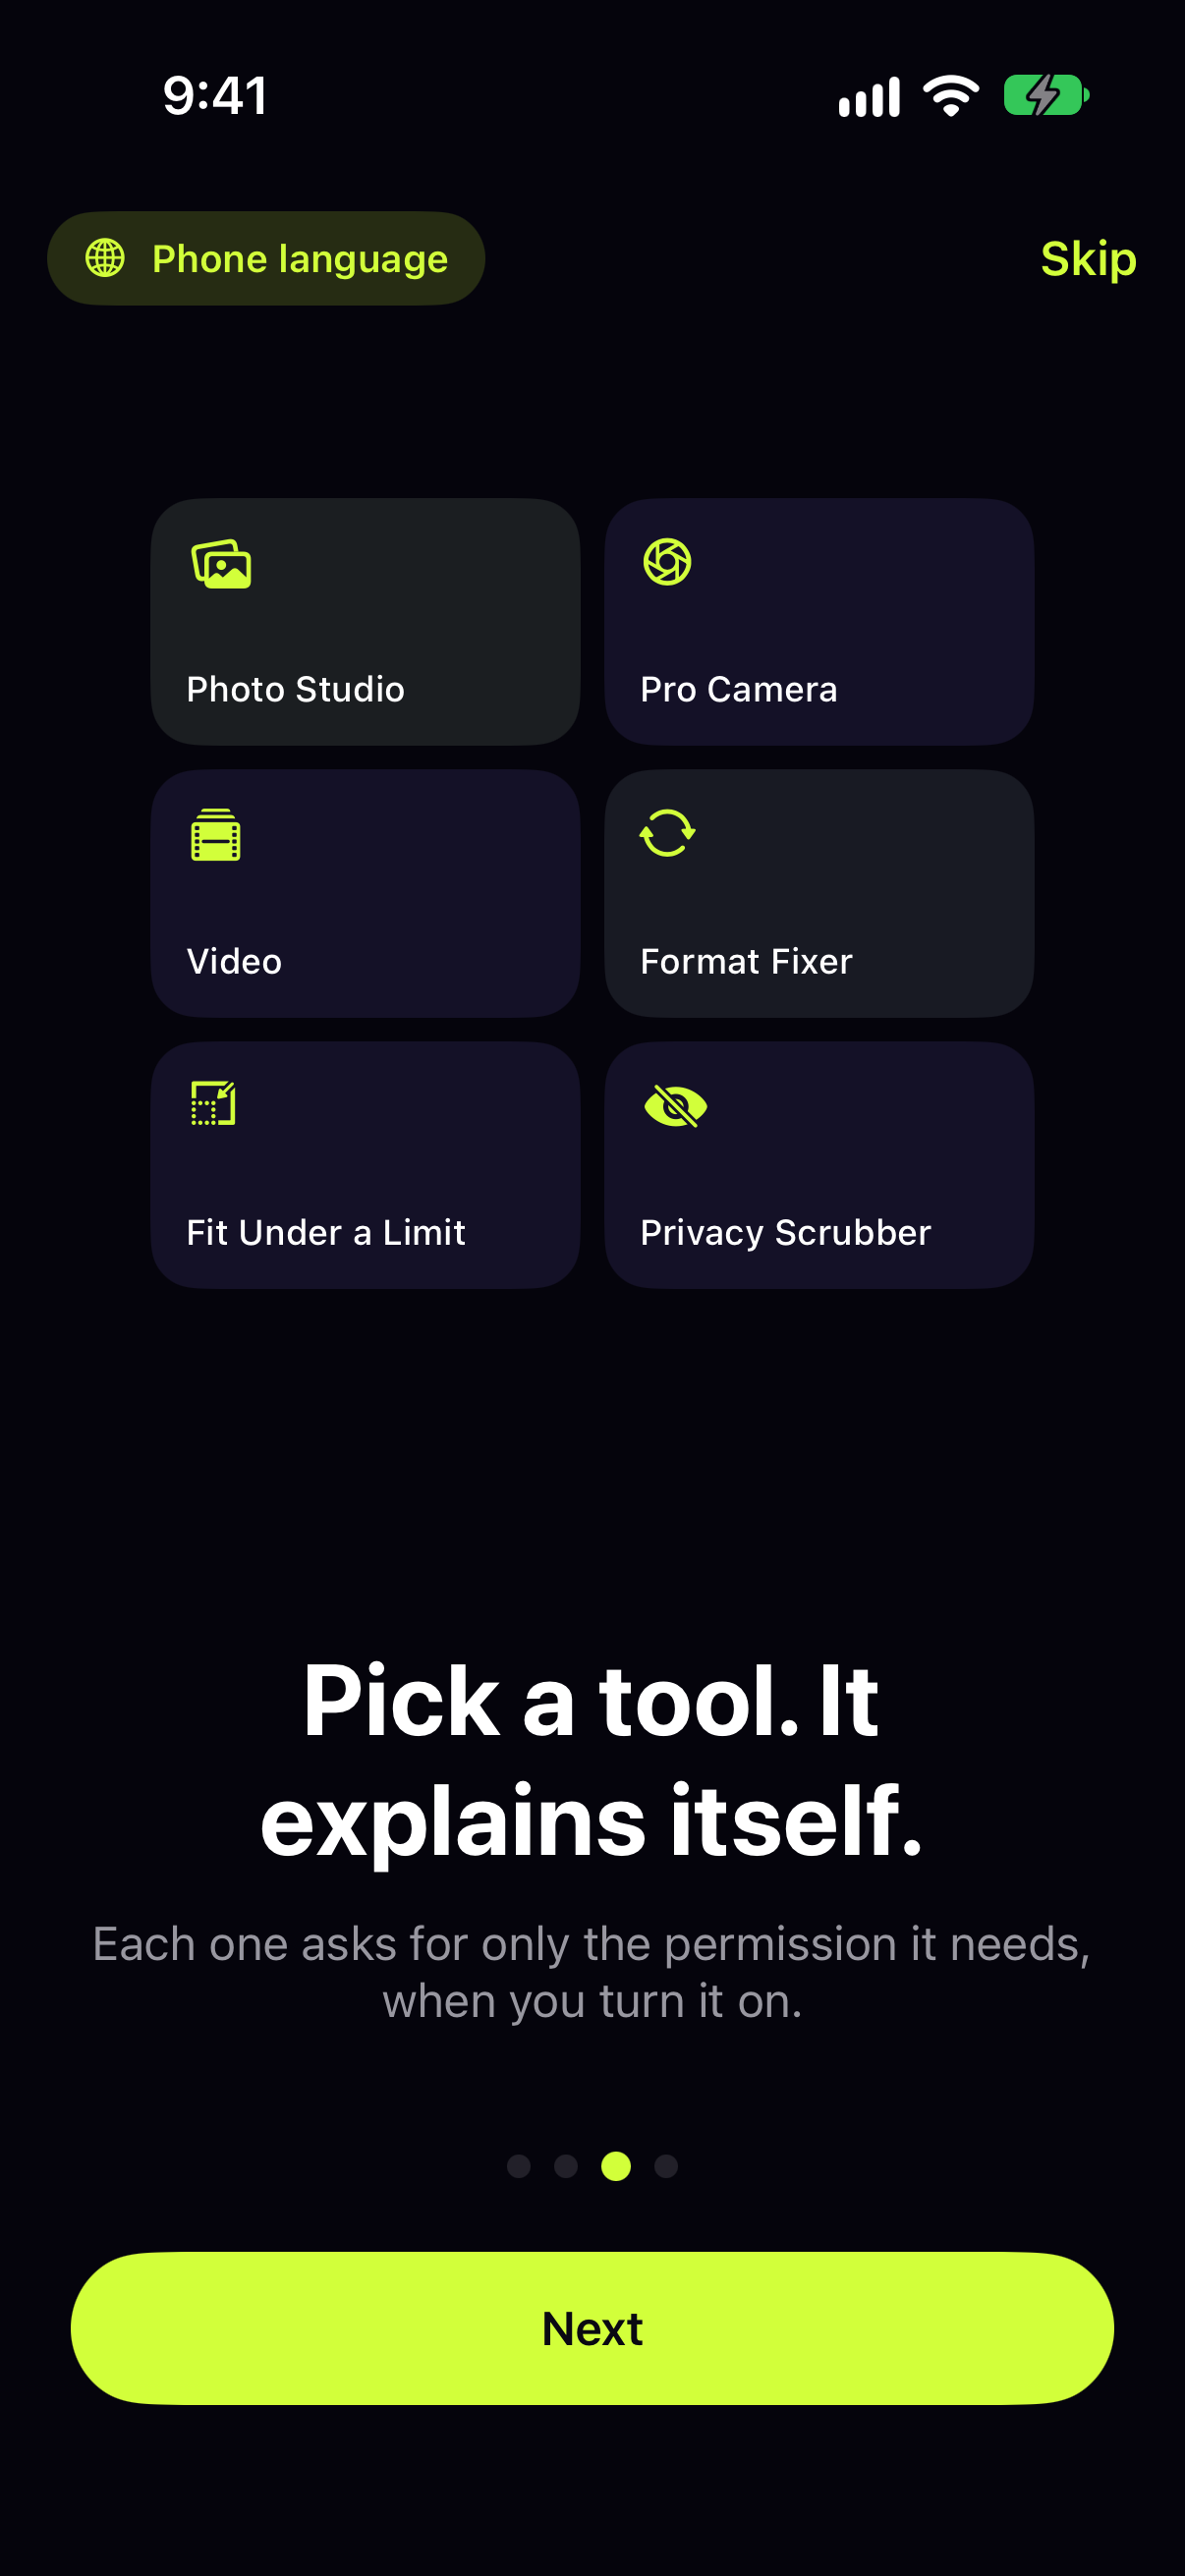 9:41
Phone language
Skip
Photo Studio
Pro Camera
Video
Format Fixer
Fit Under a Limit
Privacy Scrubber
Pick a tool. It
explains itself.
Each one asks for only the permission it needs,
when you turn it on.
Next